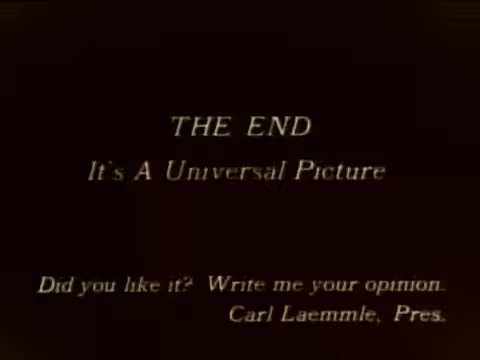 THE END
It's A Universal Picture
Did you like it? Write me your opinion.
Carl Laemmle, Pres.